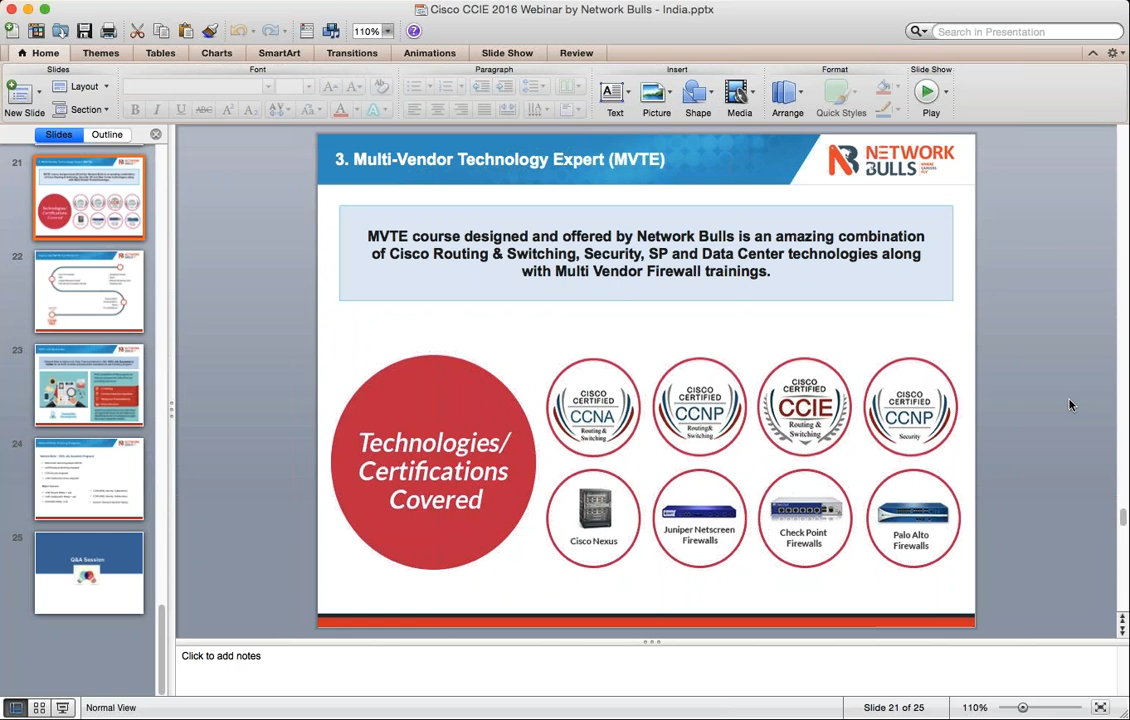 Cisco CCIE 2016 Webinar by Network Bulls - India.pptx
110%
Search in Presentation
Home Themes Tables Charts SmartArt Transitions Animations Slide Show Review
Slides Font Paragraph Insert Format Slide Show
New Slide
Layout
Section
B I U ABC A² A₂
Text Picture Shape Media Arrange Quick Styles Play
Slides Outline
21
22
23
24
25
Q&A Session
3. Multi-Vendor Technology Expert (MVTE)
NETWORK
BULLS
MVTE course designed and offered by Network Bulls is an amazing combination
of Cisco Routing & Switching, Security, SP and Data Center technologies along
with Multi Vendor Firewall trainings.
Technologies/
Certifications
Covered
CISCO
CERTIFIED
CCNA
Routing &
Switching
CISCO
CERTIFIED
CCNP
Routing&
Switching
CISCO
CERTIFIED
CCIE
Routing &
Switching
CISCO
CERTIFIED
CCNP
Security
Cisco Nexus
Juniper Netscreen
Firewalls
Check Point
Firewalls
Palo Alto
Firewalls
Click to add notes
Normal View
Slide 21 of 25
110%